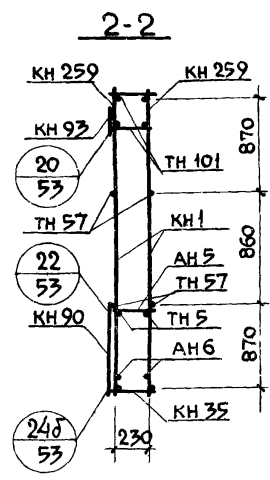 2-2
КН 259
КН 259
КН 93
20
53
ТН 101
870
ТН 57
КН 1
860
22
53
АН 5
ТН 57
КН 90
ТН 5
АН 6
870
24б
53
КН 35
230